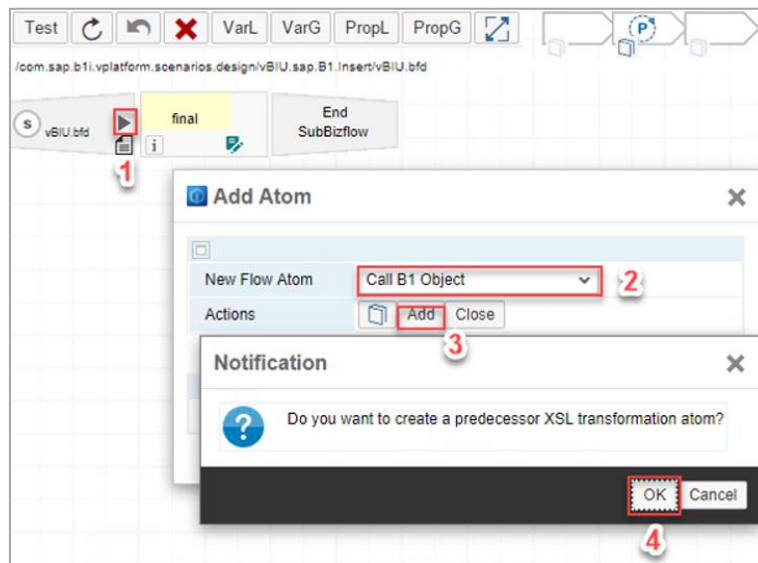 Test VarL VarG PropL PropG
P
/com.sap.b1i.vplatform.scenarios.design/vBIU.sap.B1.Insert/vBIU.bfd
S vBIU.bfd
1
final
i
End
SubBizflow
Add Atom
New Flow Atom Call B1 Object 2
Actions Add Close
3
Notification
Do you want to create a predecessor XSL transformation atom?
OK Cancel
4